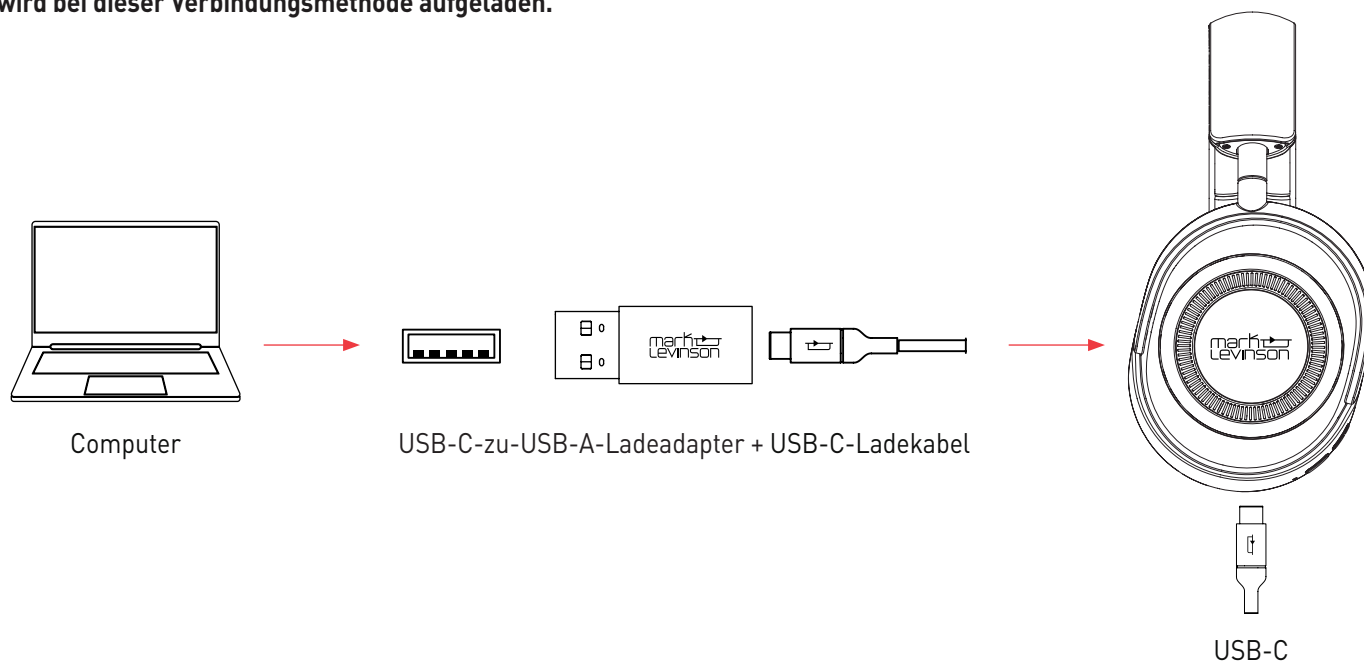 wird bei dieser Verbindungsmethode aufgeladen.
mark
Levinson
mark
Levinson
Computer
USB-C-zu-USB-A-Ladeadapter + USB-C-Ladekabel
USB-C